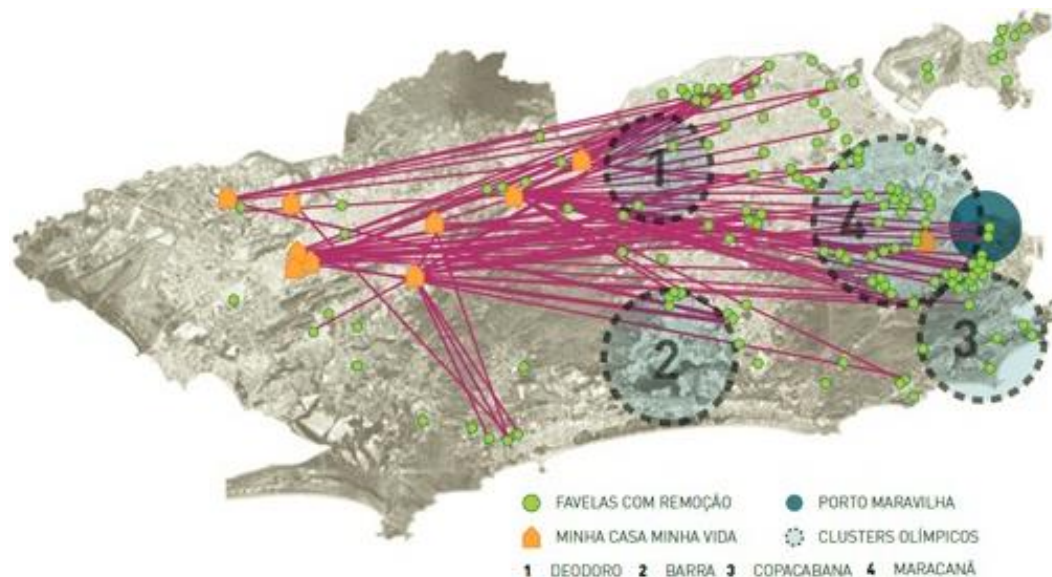 1
4
2
3
FAVELAS COM REMOÇÃO
PORTO MARAVILHA
MINHA CASA MINHA VIDA
CLUSTERS OLÍMPICOS
1 DEODORO 2 BARRA 3 COPACABANA 4 MARACANÃ